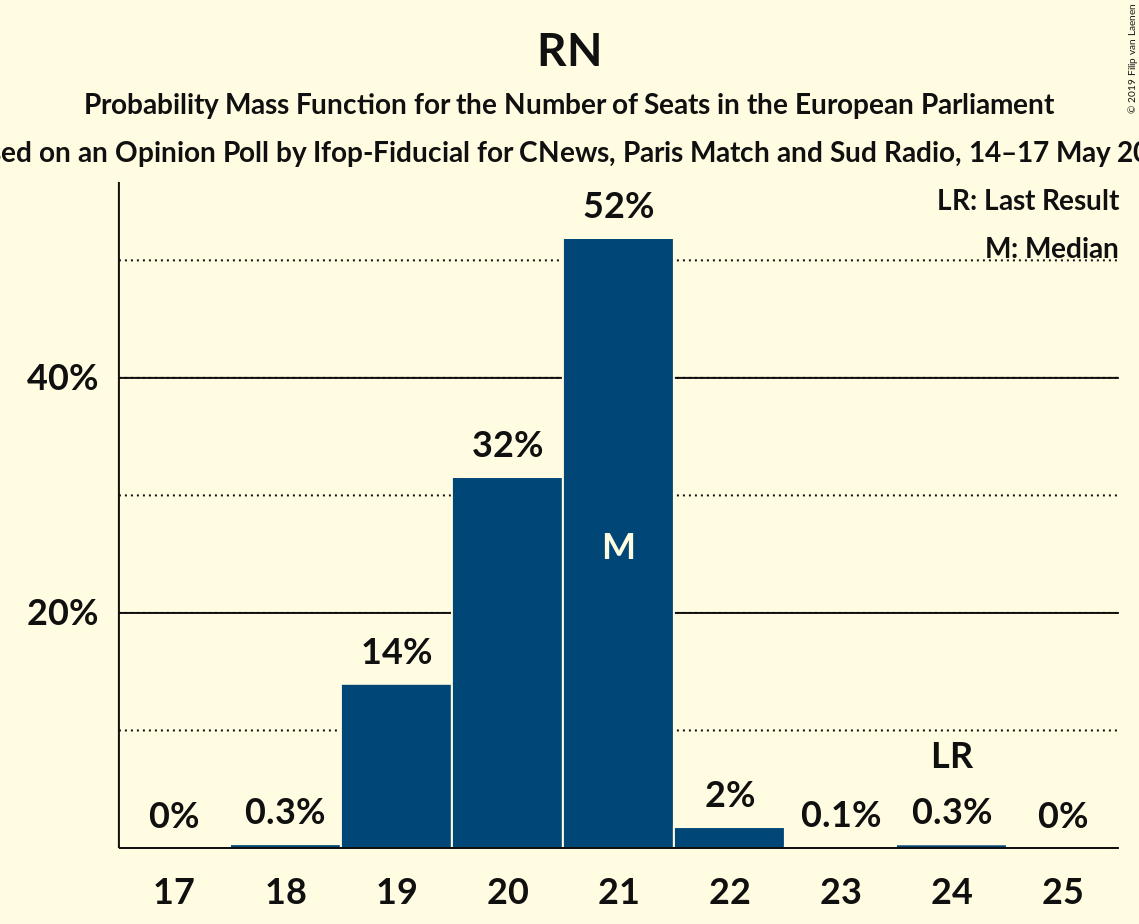 RN
Probability Mass Function for the Number of Seats in the European Parliament
on an Opinion Poll by Ifop-Fiducial for CNews, Paris Match and Sud Radio, 14–17 May
© 2019 Filip van Laenen
LR: Last Result
M: Median
52%
40%
32%
M
20%
14%
LR
0%
0.3%
2%
0.1%
0.3%
0%
17 18 19 20 21 22 23 24 25